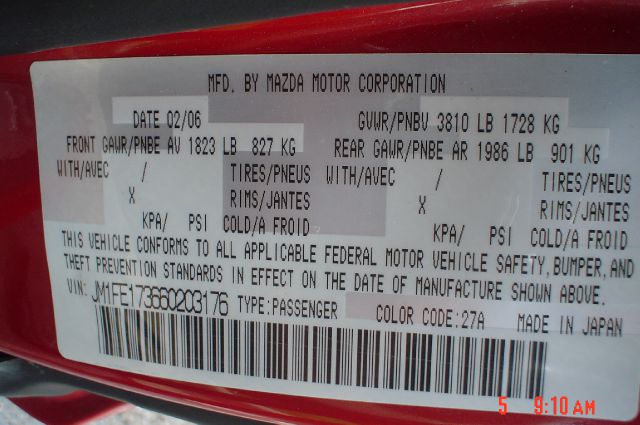 MFD. BY MAZDA MOTOR CORPORATION
DATE 02/06 GVWR/PNBV 3810 LB 1728 KG
FRONT GAWR/PNBE AV 1823 LB 827 KG REAR GAWR/PNBE AR 1986 LB 901 KG
WITH/AVEC / TIRES/PNEUS WITH/AVEC / TIRES/PNEUS
X RIMS/JANTES X RIMS/JANTES
KPA/ PSI COLD/A FROID KPA/ PSI COLD/A FROID
THIS VEHICLE CONFORMS TO ALL APPLICABLE FEDERAL MOTOR VEHICLE SAFETY, BUMPER, AND
THEFT PREVENTION STANDARDS IN EFFECT ON THE DATE OF MANUFACTURE SHOWN ABOVE.
VIN: JM1FE173660203176 TYPE:PASSENGER COLOR CODE:27A MADE IN JAPAN
5 9:10 AM